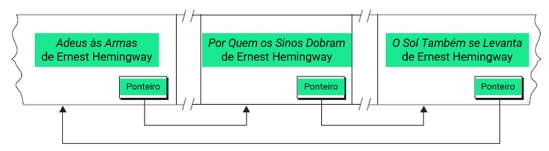 Adeus às Armas
de Ernest Hemingway
Ponteiro
Por Quem os Sinos Dobram
de Ernest Hemingway
Ponteiro
O Sol Também se Levanta
de Ernest Hemingway
Ponteiro